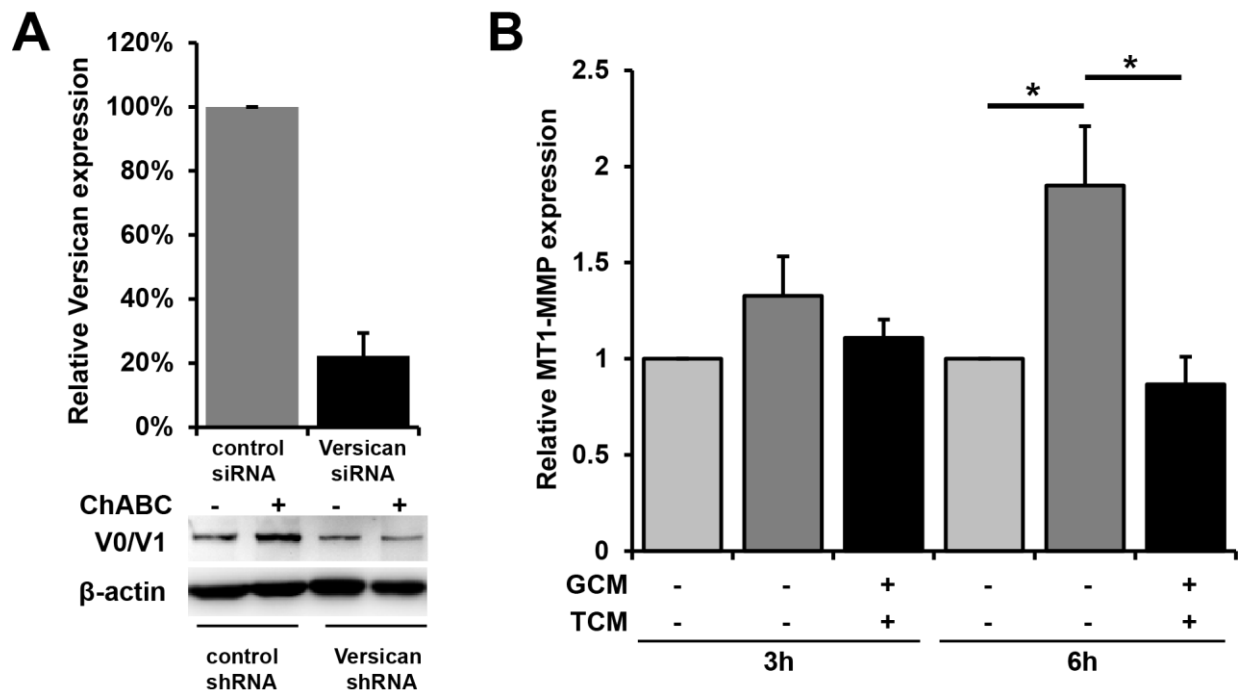 A
Relative Versican expression
120%
100%
80%
60%
40%
20%
0%
control
siRNA
Versican
siRNA
ChABC - + - +
V0/V1
β-actin
control
shRNA
Versican
shRNA
B
Relative MT1-MMP expression
2.5
2
1.5
1
0.5
0
*
*
GCM - - + - - +
TCM - - + - - +
3h
6h